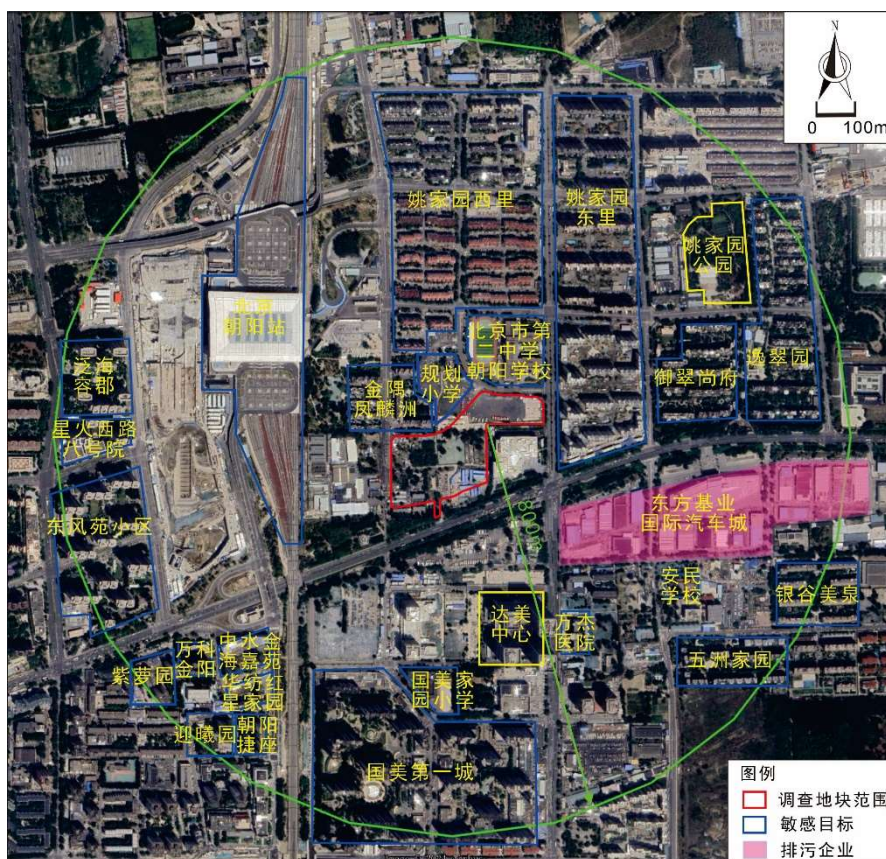 N
0 100m
姚家园西里
姚家园
东里
姚家园
公园
北京
朝阳站
北京市第
二中学
朝阳学校
泛海
容郡
规划
小学
金隅
凤麟洲
御翠尚府
逸翠园
星火西路
八号院
东风苑小区
800m
东方基业
国际汽车城
安民
学校
银谷美泉
达美
中心
万杰
医院
五洲家园
紫萝园
万科
金阳
中海华星
水嘉纺家
金苑红园
国美家
园小学
迎曦园
朝阳
捷座
国美第一城
图例
调查地块范围
敏感目标
排污企业